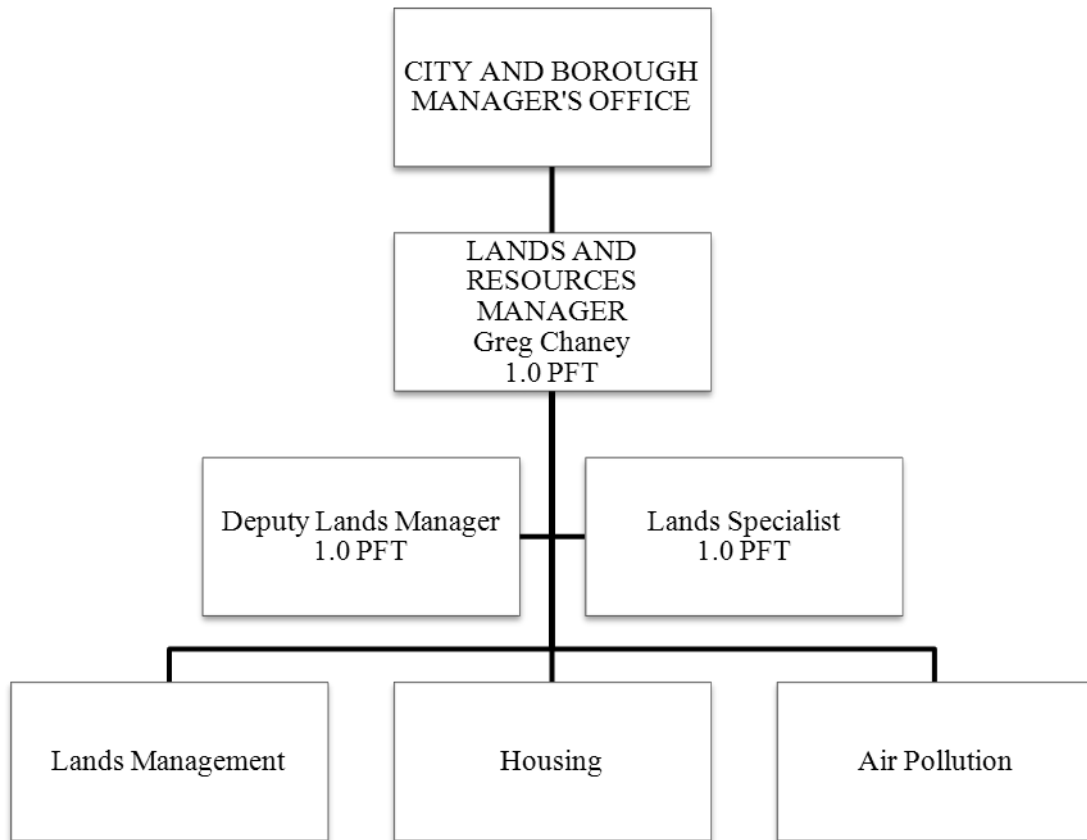 CITY AND BOROUGH
MANAGER'S OFFICE
LANDS AND
RESOURCES
MANAGER
Greg Chaney
1.0 PFT
Deputy Lands Manager
1.0 PFT
Lands Specialist
1.0 PFT
Lands Management
Housing
Air Pollution